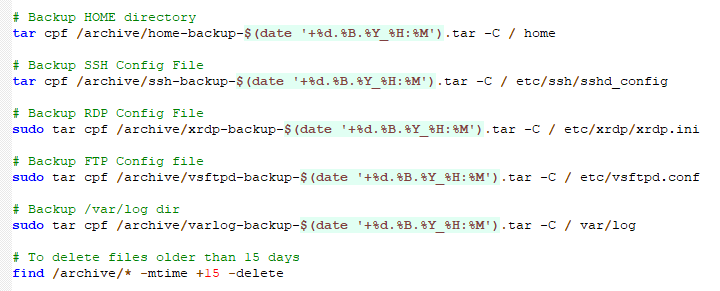 # Backup HOME directory
tar cpf /archive/home-backup-$(date '+%d.%B.%Y_%H:%M').tar -C / home
# Backup SSH Config File
tar cpf /archive/ssh-backup-$(date '+%d.%B.%Y_%H:%M').tar -C / etc/ssh/sshd_config
# Backup RDP Config File
sudo tar cpf /archive/xrdp-backup-$(date '+%d.%B.%Y_%H:%M').tar -C / etc/xrdp/xrdp.ini
# Backup FTP Config file
sudo tar cpf /archive/vsftpd-backup-$(date '+%d.%B.%Y_%H:%M').tar -C / etc/vsftpd.conf
# Backup /var/log dir
sudo tar cpf /archive/varlog-backup-$(date '+%d.%B.%Y_%H:%M').tar -C / var/log
# To delete files older than 15 days
find /archive/* -mtime +15 -delete